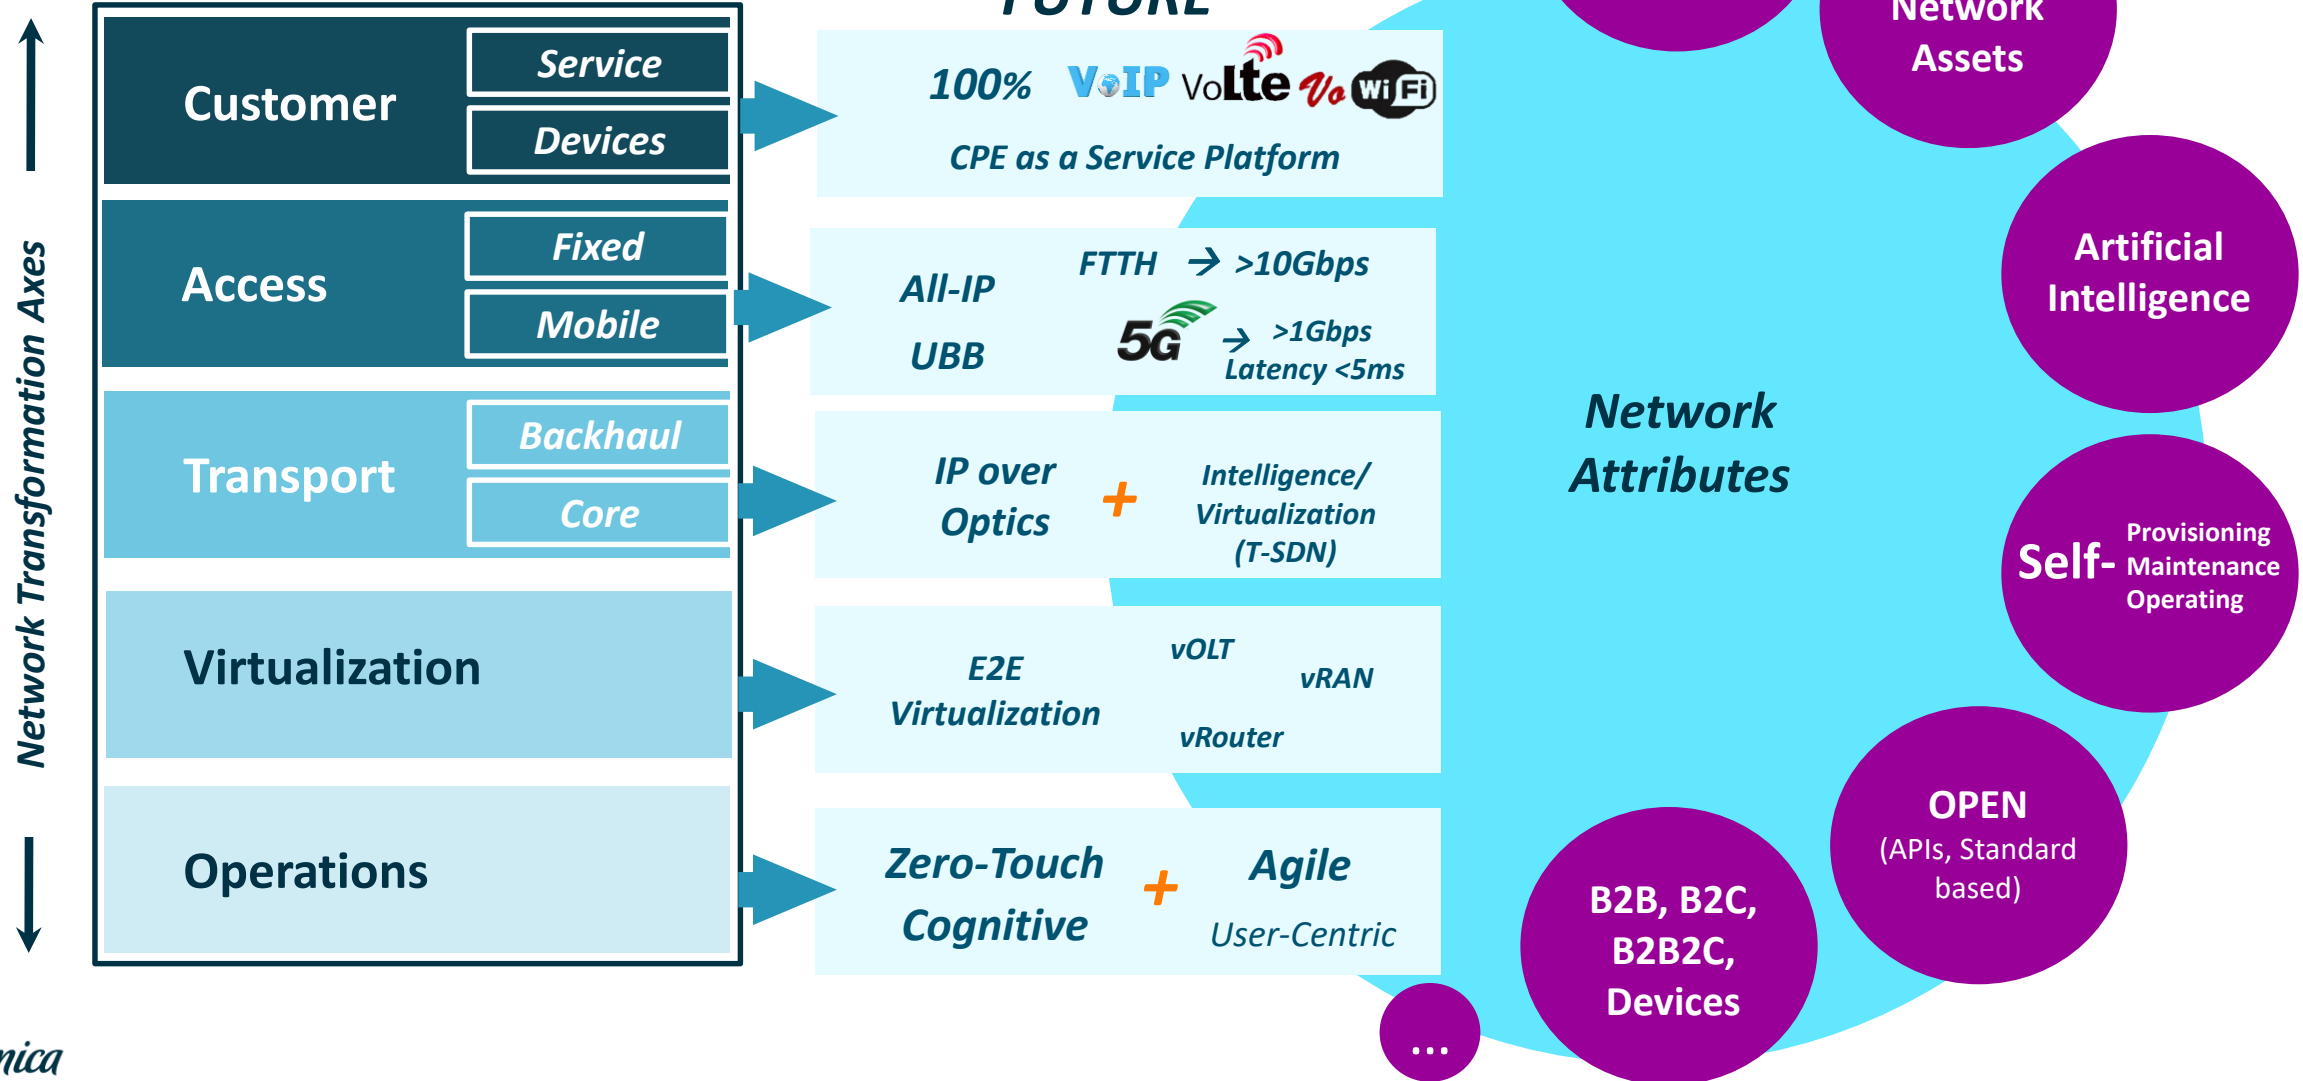 FUTURE
Network Transformation Axes
Customer
Service
Devices
100% VoIP VoLte Vo WiFi
CPE as a Service Platform
Access
Fixed
Mobile
All-IP
UBB
FTTH → >10Gbps
5G → >1Gbps
Latency <5ms
Transport
Backhaul
Core
IP over
Optics
+
Intelligence/
Virtualization
(T-SDN)
Virtualization
E2E
Virtualization
vOLT
vRAN
vRouter
Operations
Zero-Touch
Cognitive
+
Agile
User-Centric
Network
Attributes
Network
Assets
Artificial
Intelligence
Self-
Provisioning
Maintenance
Operating
OPEN
(APIs, Standard
based)
B2B, B2C,
B2B2C,
Devices
...